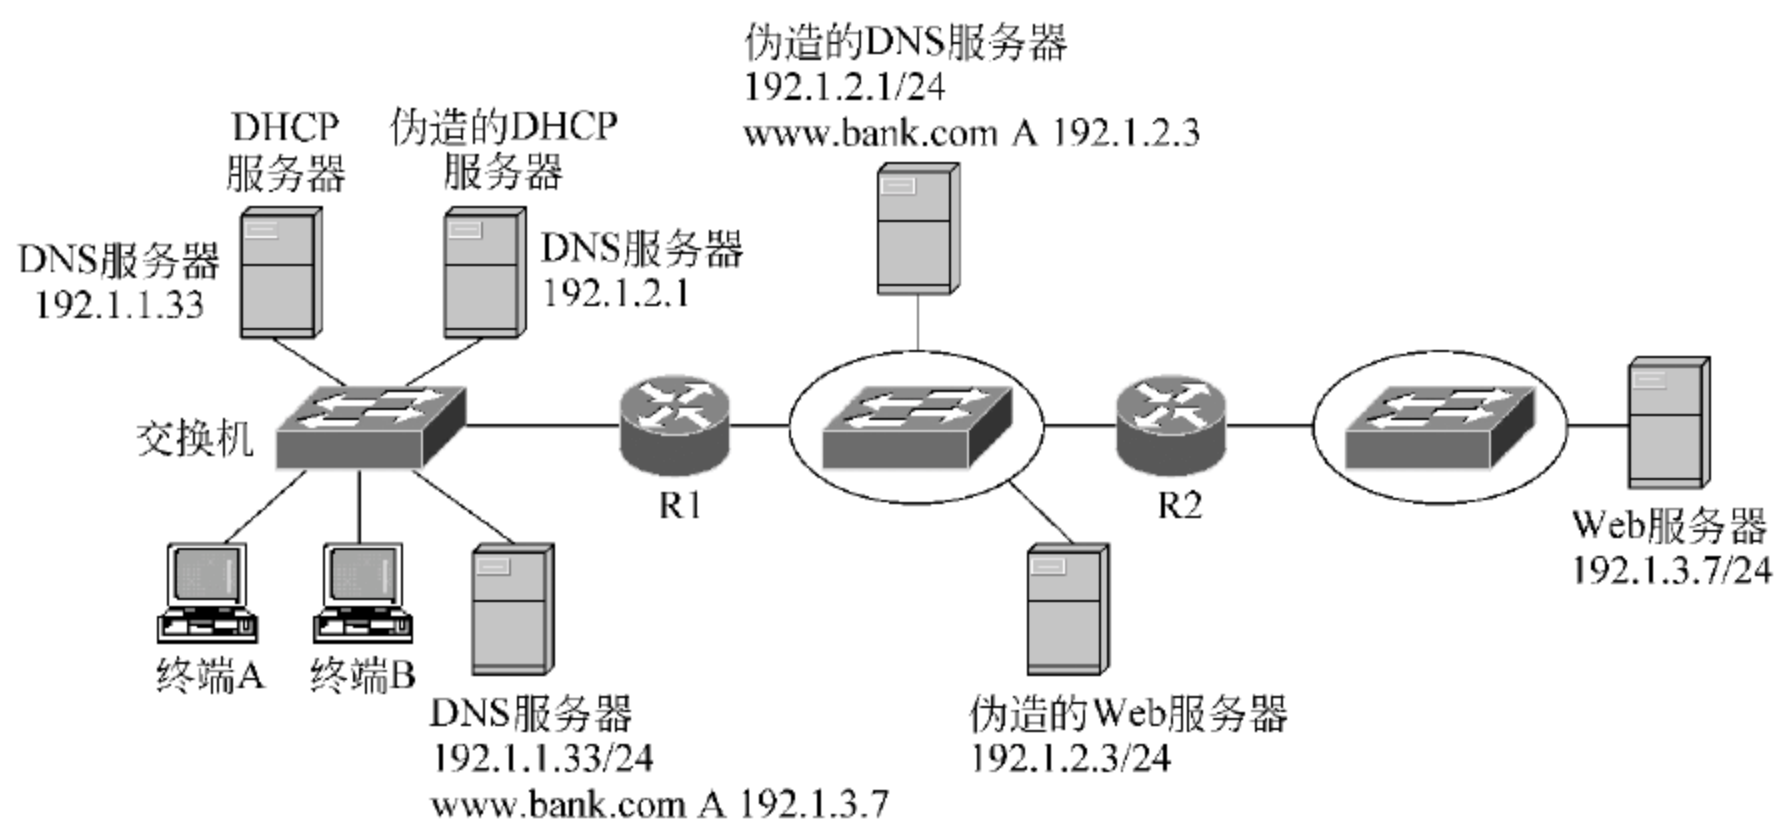 伪造的DNS服务器
192.1.2.1/24
www.bank.com A 192.1.2.3
DHCP
服务器
伪造的DHCP
服务器
DNS服务器
192.1.1.33
DNS服务器
192.1.2.1
交换机
R1
R2
Web服务器
192.1.3.7/24
终端A
终端B
DNS服务器
192.1.1.33/24
www.bank.com A 192.1.3.7
伪造的Web服务器
192.1.2.3/24